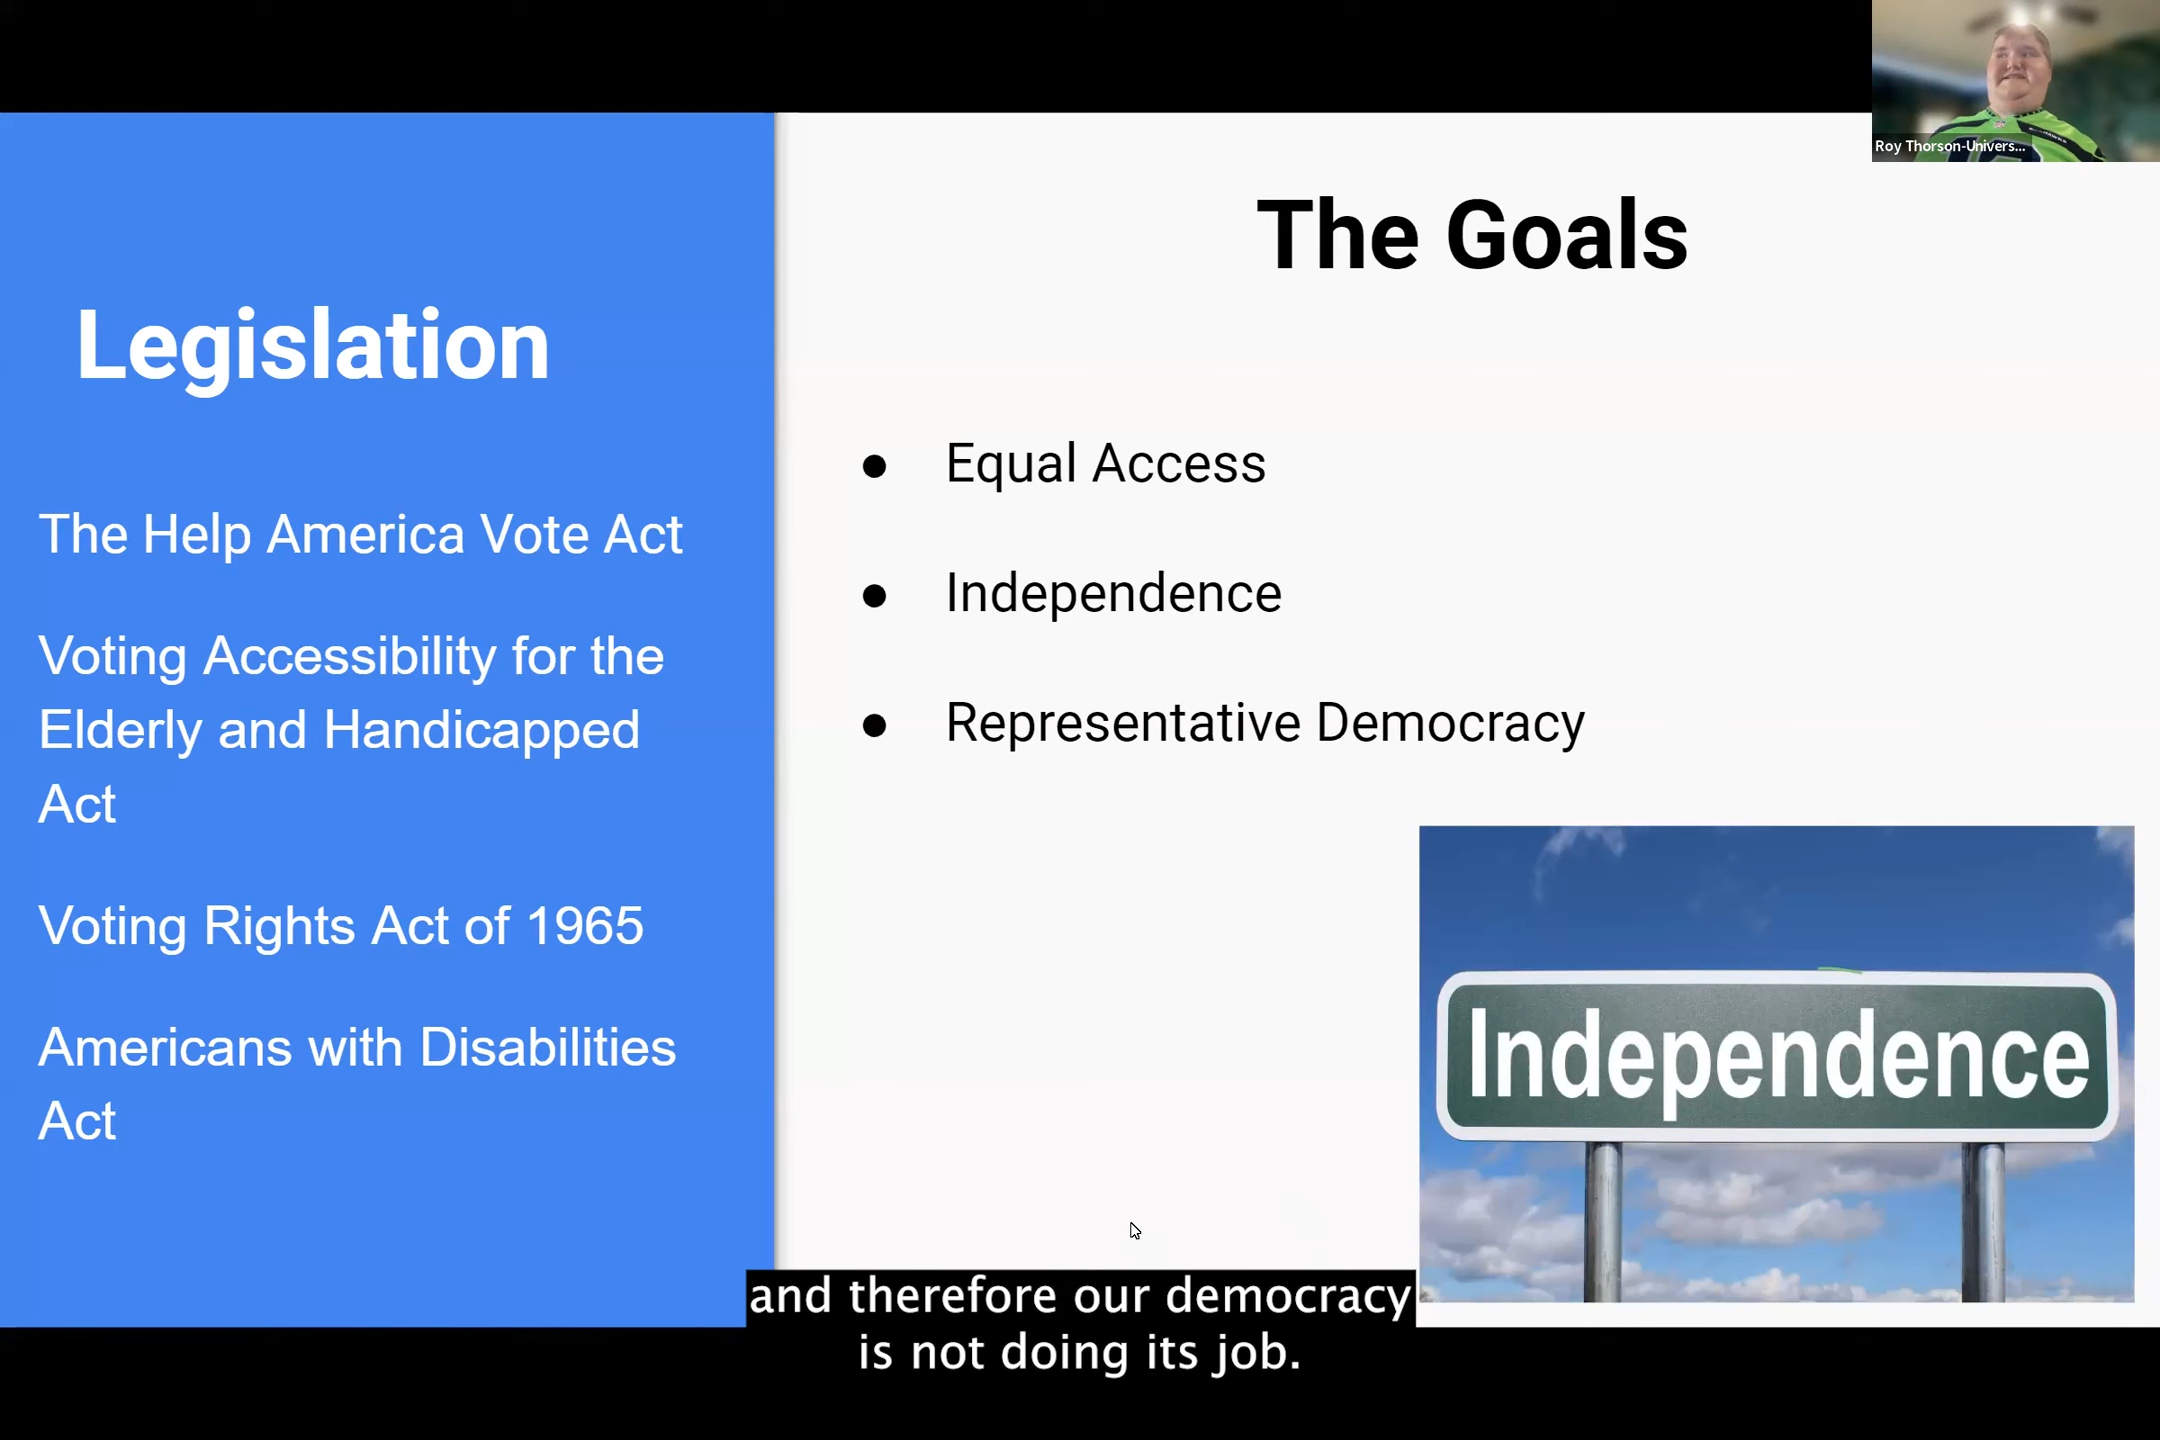 Roy Thorson-Univers...
The Goals
Legislation
Equal Access
The Help America Vote Act
Independence
Voting Accessibility for the
Elderly and Handicapped
Act
Representative Democracy
Voting Rights Act of 1965
Americans with Disabilities
Act
Independence
and therefore our democracy
is not doing its job.